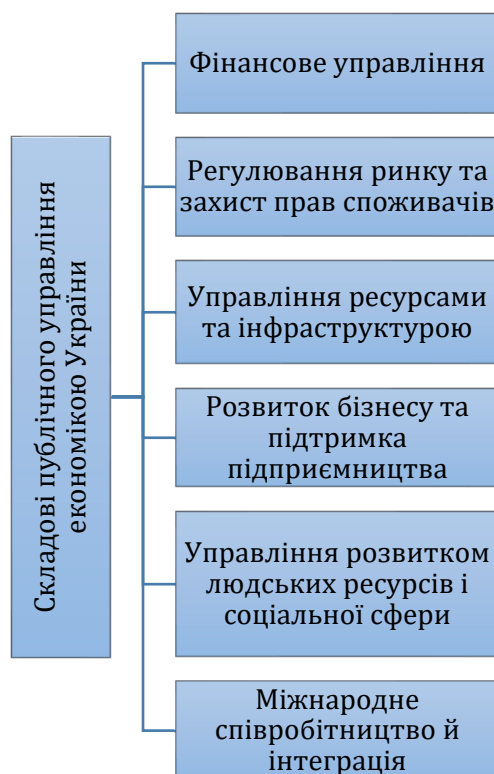 Складові публічного управління
економікою України
Фінансове управління
Регулювання ринку та
захист прав споживачів
Управління ресурсами
та інфраструктурою
Розвиток бізнесу та
підтримка
підприємництва
Управління розвитком
людських ресурсів і
соціальної сфери
Міжнародне
співробітництво й
інтеграція